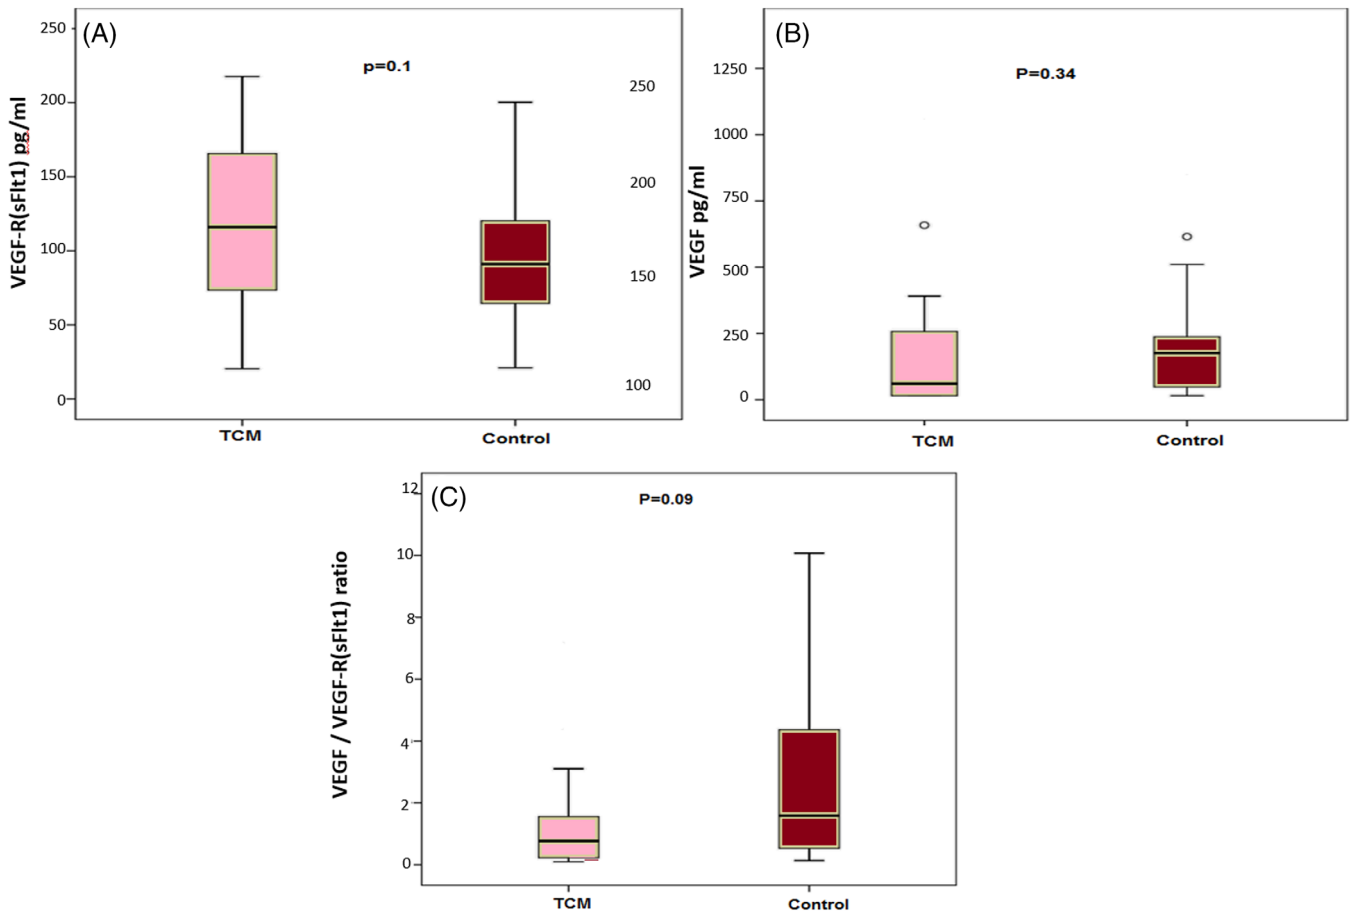 (A)
p=0.1
VEGF-R(sFlt1) pg/ml
250
200
150
100
50
0
TCM
Control
250
200
150
100
(B)
P=0.34
VEGF pg/ml
1250
1000
750
500
250
0
TCM
Control
(C)
P=0.09
VEGF / VEGF-R(sFlt1) ratio
12
10
8
6
4
2
0
TCM
Control